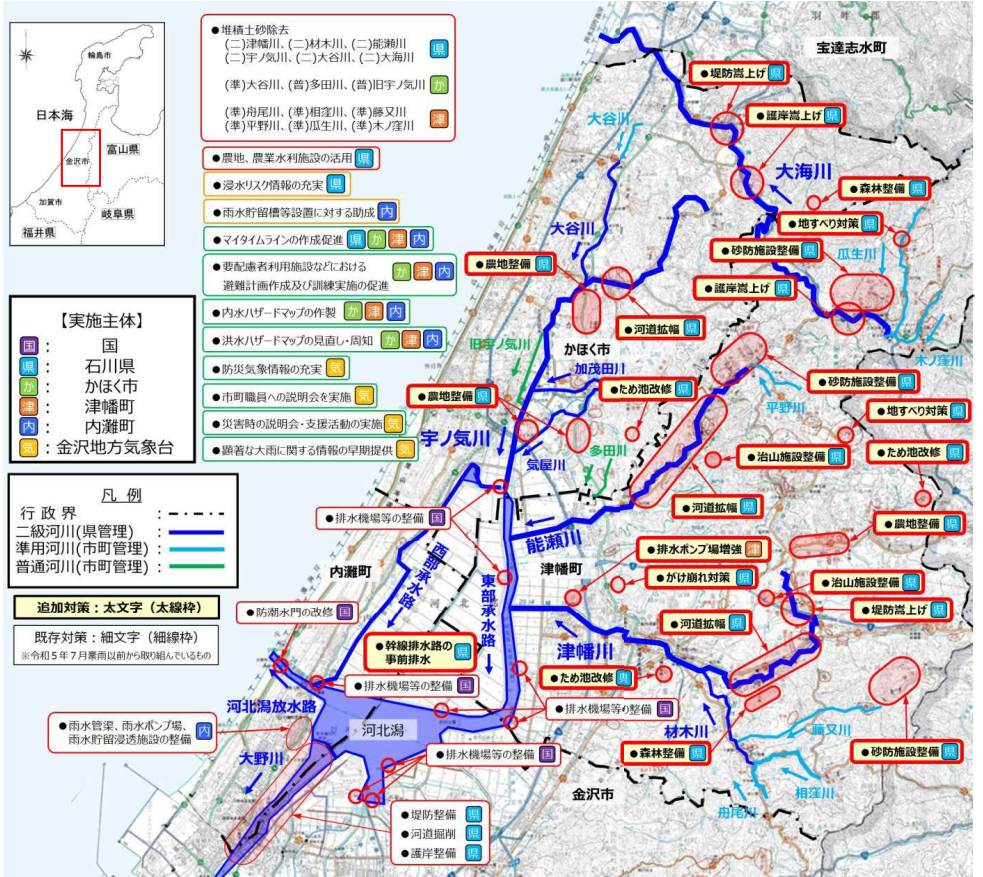 輪島市
日本海
金沢市
富山県
加賀市
岐阜県
福井県
●堆積土砂除去
(二)津幡川、(二)材木川、(二)能瀬川
(二)宇ノ気川、(二)大谷川、(二)大海川
県
(準)大谷川、(普)多田川、(普)旧宇ノ気川
か
(準)舟尾川、(準)相窪川、(準)藤又川
(準)平野川、(準)瓜生川、(準)木ノ窪川
津
●農地、農業水利施設の活用 県
●浸水リスク情報の充実 県
●雨水貯留槽等設置に対する助成 内
●マイタイムラインの作成促進 県 か 津 内
●要配慮者利用施設などにおける
避難計画作成及び訓練実施の促進 か 津 内
●内水ハザードマップの作製 か 津 内
●洪水ハザードマップの見直し・周知 か 津 内
●防災気象情報の充実 気
●市町職員への説明会を実施 気
●災害時の説明会・支援活動の実施 気
●顕著な大雨に関する情報の早期提供 気
【実施主体】
国 : 国
県 : 石川県
か : かほく市
津 : 津幡町
内 : 内灘町
気 : 金沢地方気象台
凡 例
行 政 界 :
二級河川(県管理) :
準用河川(市町管理) :
普通河川(市町管理) :
追加対策:太文字(太線枠)
既存対策:細文字(細線枠)
※令和5年7月豪雨以前から取り組んでいるもの
羽咋郡
宝達志水町
●堤防嵩上げ 県
●護岸嵩上げ 県
大谷川
大海川
●森林整備 県
●地すべり対策 県
大谷川
●砂防施設整備 県
瓜生川
●農地整備 県
●護岸嵩上げ 県
●河道拡幅 県
旧宇ノ気川
かほく市
木ノ窪川
加茂田川
●ため池改修 県
●砂防施設整備 県
●農地整備 県
平野川
●地すべり対策 県
宇ノ気川
●治山施設整備 県
●ため池改修 県
気屋川
多田川
●河道拡幅 県
●農地整備 県
●排水機場等の整備 国
能瀬川
●排水ポンプ場増強 津
西部承水路
内灘町
津幡町
●がけ崩れ対策 県
●治山施設整備 県
東部承水路
河 北
●防潮水門の改修 国
●河道拡幅 県
●堤防嵩上げ 県
●幹線排水路の
事前排水 県
津幡川
●ため池改修 県
●排水機場等の整備 国
●排水機場等の整備 国
河北潟放水路
●雨水管渠、雨水ポンプ場、
雨水貯留浸透施設の整備 内
河北潟
材木川
藤又川
●排水機場等の整備 国
●森林整備 県
●砂防施設整備 県
大野川
相窪川
金沢市
舟尾川
●堤防整備 県
●河道掘削 県
●護岸整備 県